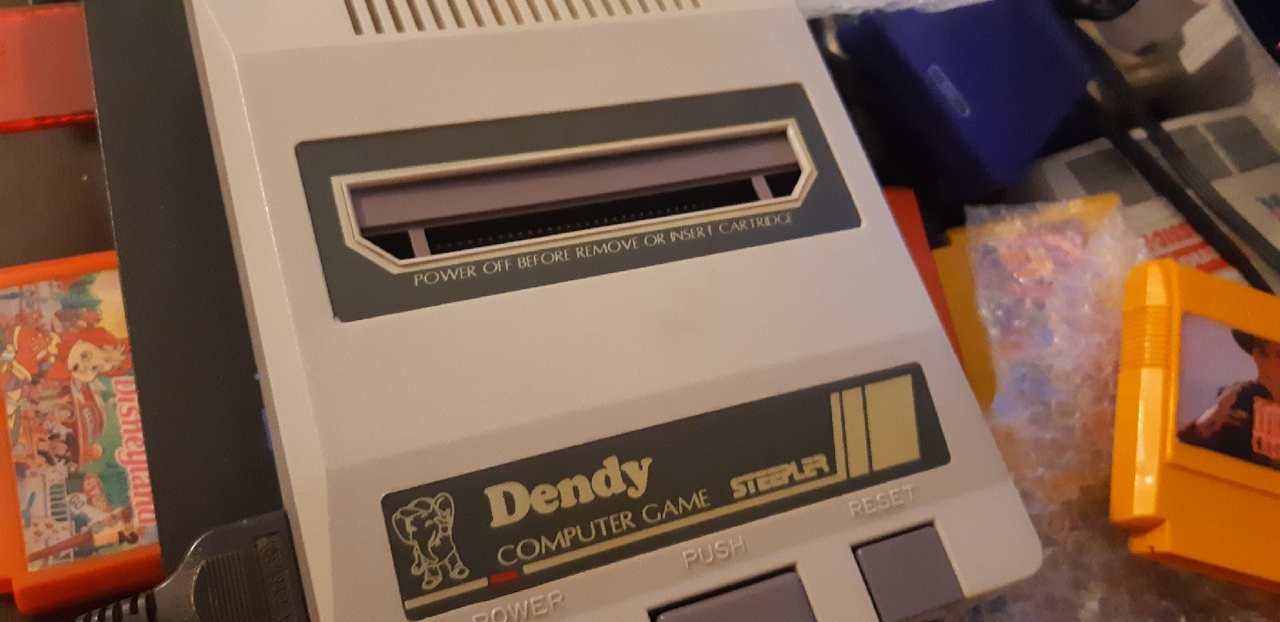 POWER OFF BEFORE REMOVE OR INSERT CARTRIDGE
Dendy
COMPUTER GAME
STEEPLER
POWER
PUSH
RESET
Disneyland